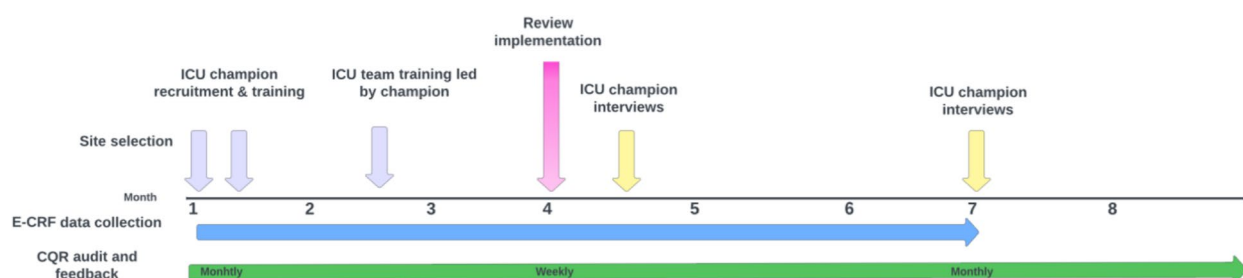 Review
implementation
ICU champion
recruitment & training
ICU team training led
by champion
ICU champion
interviews
ICU champion
interviews
Site selection
Month
1 2 3 4 5 6 7 8
E-CRF data collection
CQR audit and
feedback
Monhtly Weekly Monthly